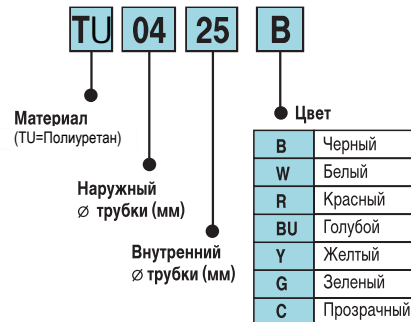 TU 04 25 B
Материал
(TU=Полиуретан)
Наружный
⌀ трубки (мм)
Внутренний
⌀ трубки (мм)
Цвет
B Черный
W Белый
R Красный
BU Голубой
Y Желтый
G Зеленый
C Прозрачный